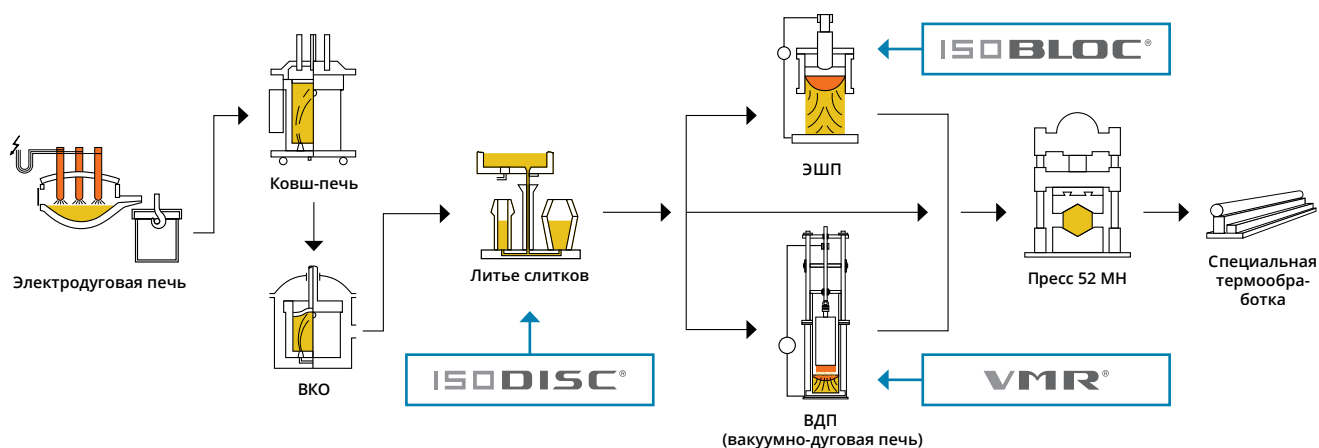 ISOBLOC®
Ковш-печь
ЭШП
Электродуговая печь
Литье слитков
Пресс 52 МН
Специальная
термообра-
ботка
ВКО
ISODISC®
VMR®
ВДП
(вакуумно-дуговая печь)